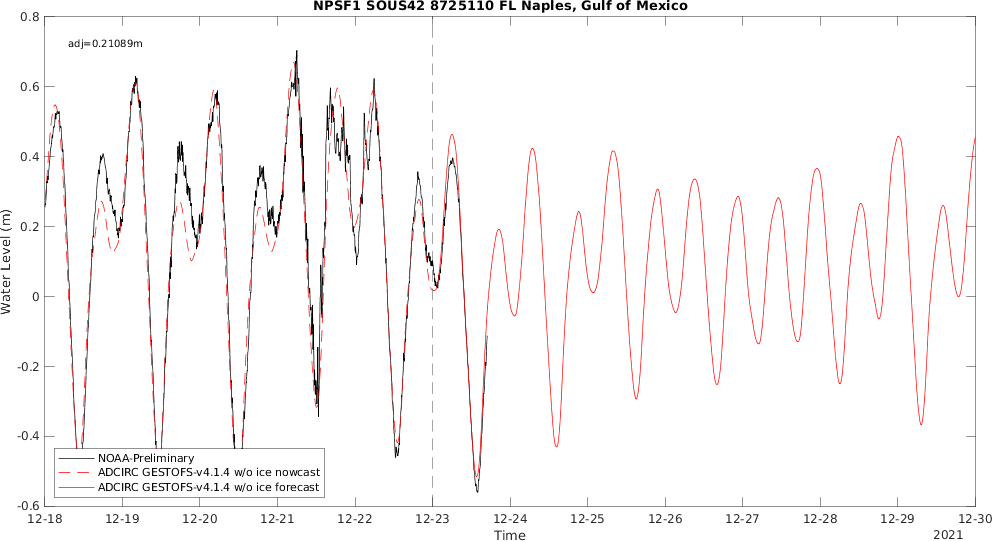 NPSF1 SOUS42 8725110 FL Naples, Gulf of Mexico
adj=0.21089m
0.8
0.6
0.4
0.2
0
-0.2
-0.4
-0.6
Water Level (m)
NOAA-Preliminary
ADCIRC GESTOFS-v4.1.4 w/o ice nowcast
ADCIRC GESTOFS-v4.1.4 w/o ice forecast
12-18 12-19 12-20 12-21 12-22 12-23 12-24 12-25 12-26 12-27 12-28 12-29 12-30
Time
2021